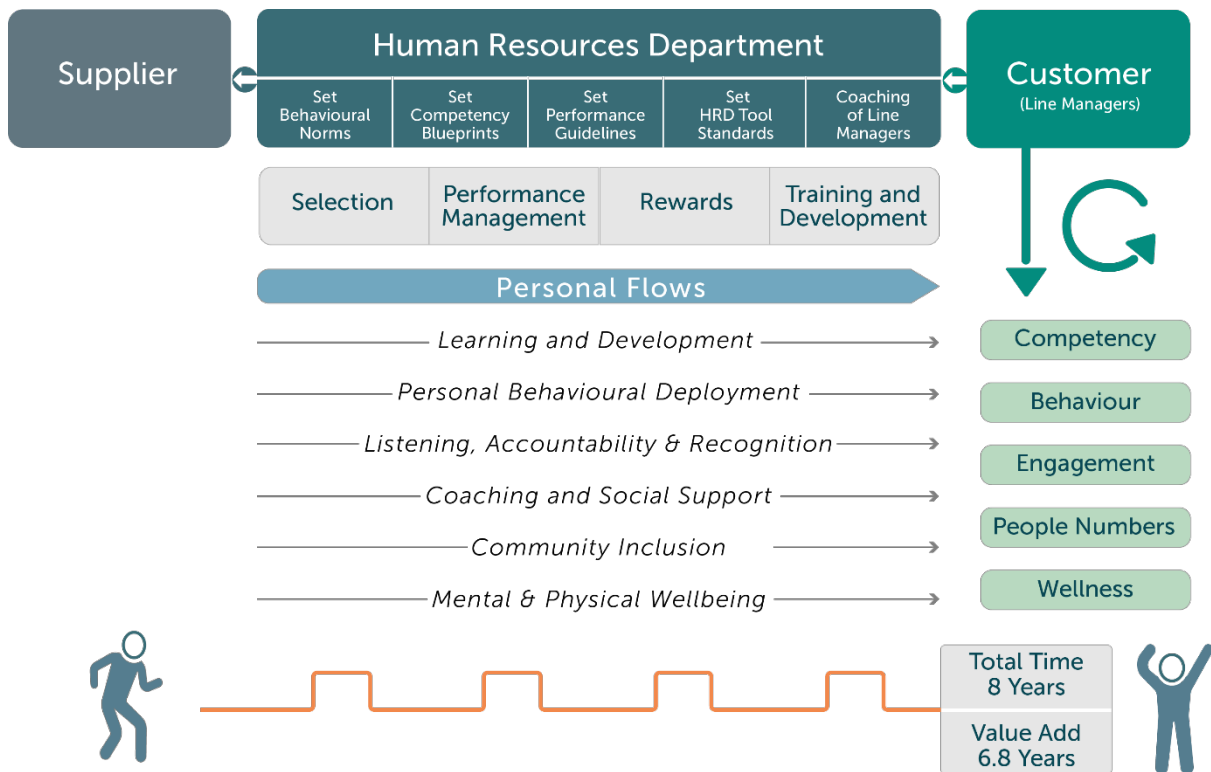 Supplier
Human Resources Department
Customer
(Line Managers)
Set
Behavioural
Norms
Set
Competency
Blueprints
Set
Performance
Guidelines
Set
HRD Tool
Standards
Coaching
of Line
Managers
Selection
Performance
Management
Rewards
Training and
Development
Personal Flows
Learning and Development
Personal Behavioural Deployment
Listening, Accountability & Recognition
Coaching and Social Support
Community Inclusion
Mental & Physical Wellbeing
Competency
Behaviour
Engagement
People Numbers
Wellness
Total Time
8 Years
Value Add
6.8 Years